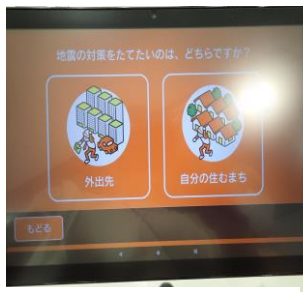 地震の対策をたてたいのは、どちらですか?
外出先
自分の住むまち
もどる